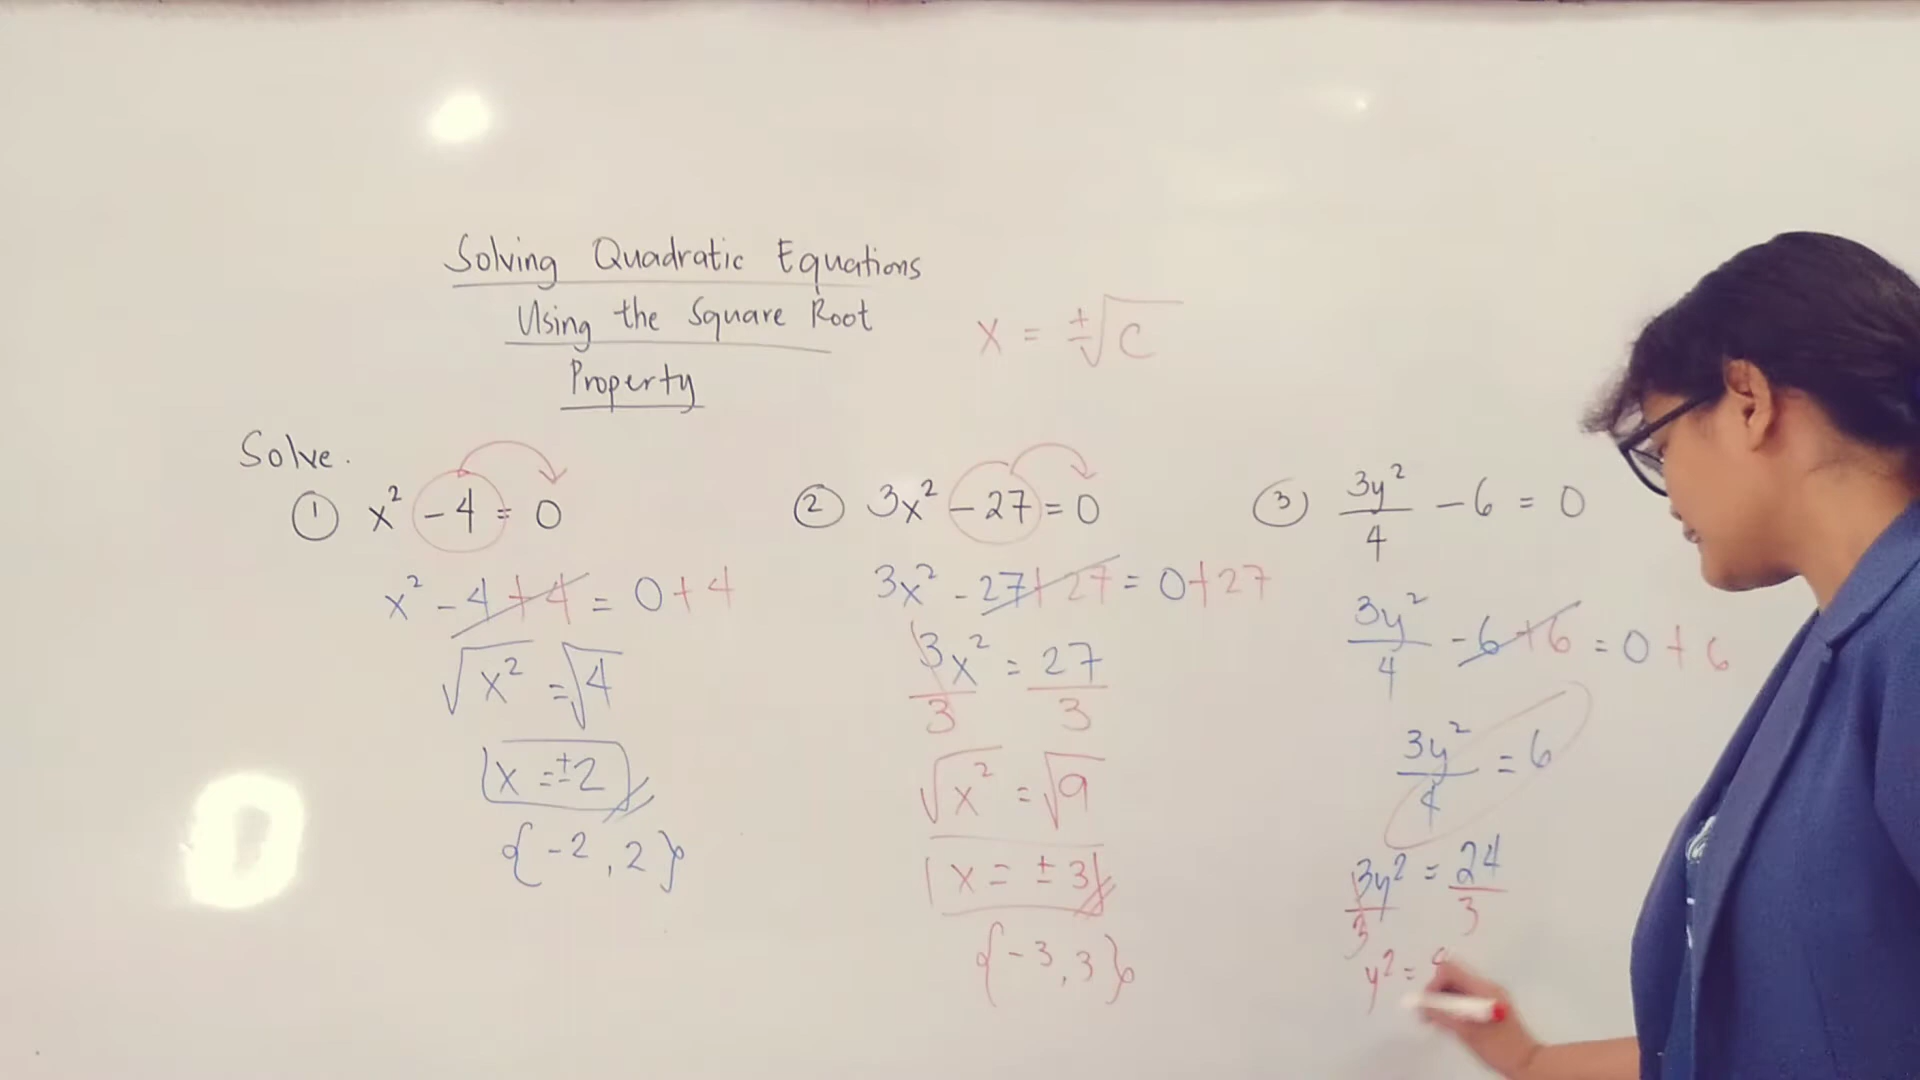 Solving Quadratic Equations
Using the Square Root
Property
x = ±√c
Solve.
① x² - 4 = 0
x² - 4 + 4 = 0 + 4
√x² = √4
x = ±2
{-2, 2}
② 3x² - 27 = 0
3x² - 27 + 27 = 0 + 27
3x²/3 = 27/3
√x² = √9
x = ±3
{-3, 3}
③ 3y²/4 - 6 = 0
3y²/4 - 6 + 6 = 0 + 6
3y²/4 = 6
3y²/3 = 24/3
y² =